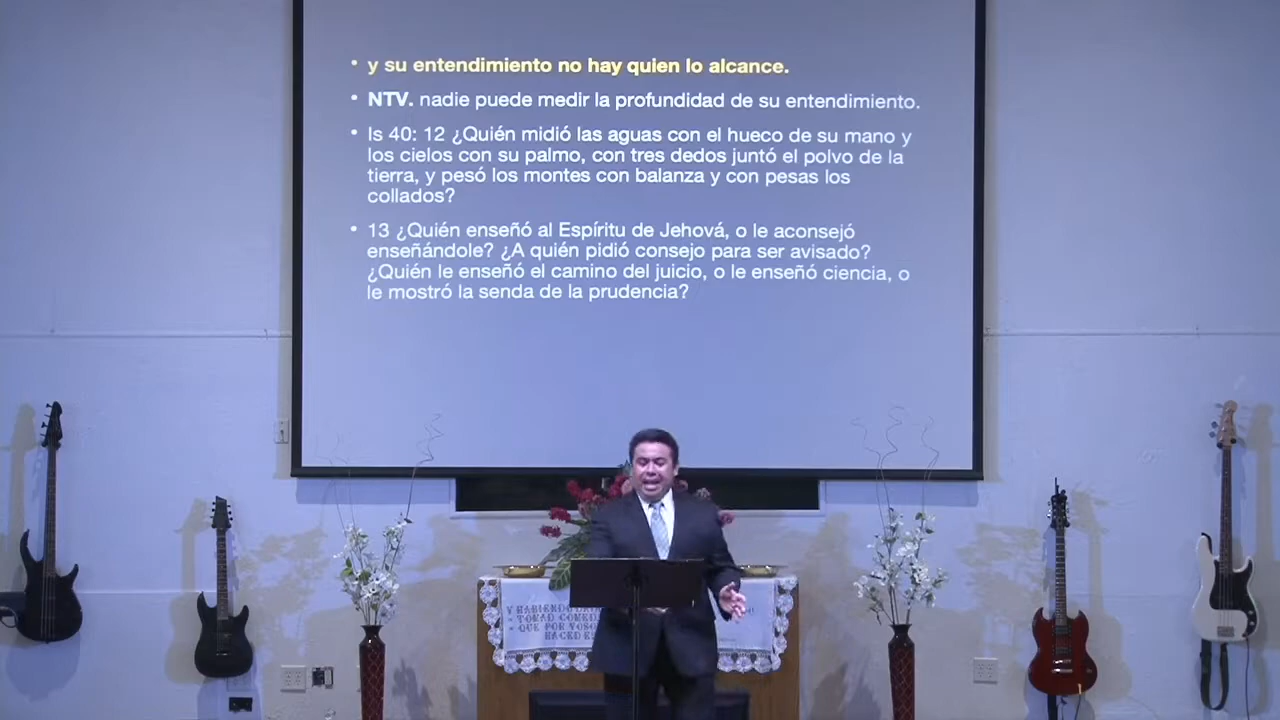 • y su entendimiento no hay quien lo alcance.
• NTV. nadie puede medir la profundidad de su entendimiento.
• Is 40: 12 ¿Quién midió las aguas con el hueco de su mano y
los cielos con su palmo, con tres dedos juntó el polvo de la
tierra, y pesó los montes con balanza y con pesas los
collados?
• 13 ¿Quién enseñó al Espíritu de Jehová, o le aconsejó
enseñándole? ¿A quién pidió consejo para ser avisado?
¿Quién le enseñó el camino del juicio, o le enseñó ciencia, o
le mostró la senda de la prudencia?
Y HABIENDO
TOMAD
QUE POR
HACED